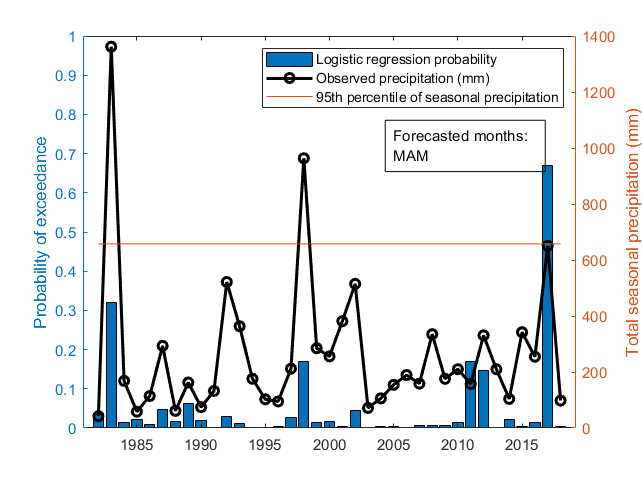 Logistic regression probability
Observed precipitation (mm)
95th percentile of seasonal precipitation
Forecasted months:
MAM
Probability of exceedance
1
0.9
0.8
0.7
0.6
0.5
0.4
0.3
0.2
0.1
0
Total seasonal precipitation (mm)
1400
1200
1000
800
600
400
200
0
1985 1990 1995 2000 2005 2010 2015